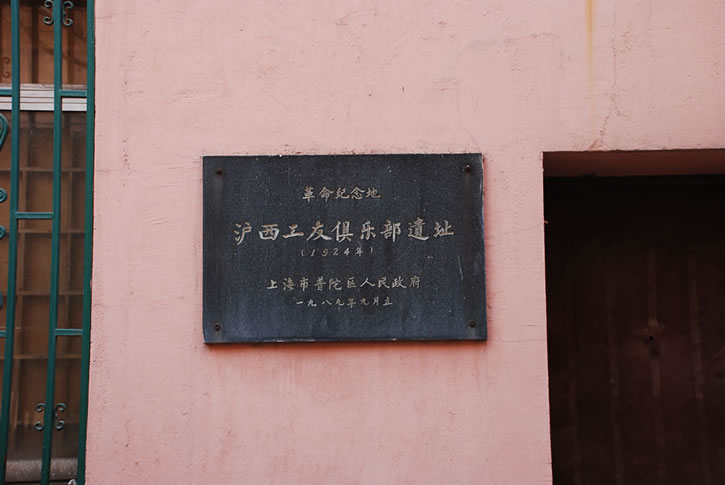 革命纪念地
沪西工友俱乐部遺址
(1924年)
上海市普陀区人民政府
一九八九年九月立